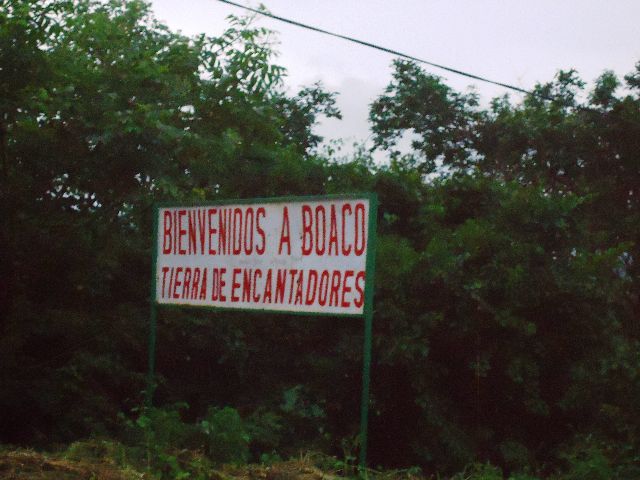 BIENVENIDOS A BOACO
TIERRA DE ENCANTADORES